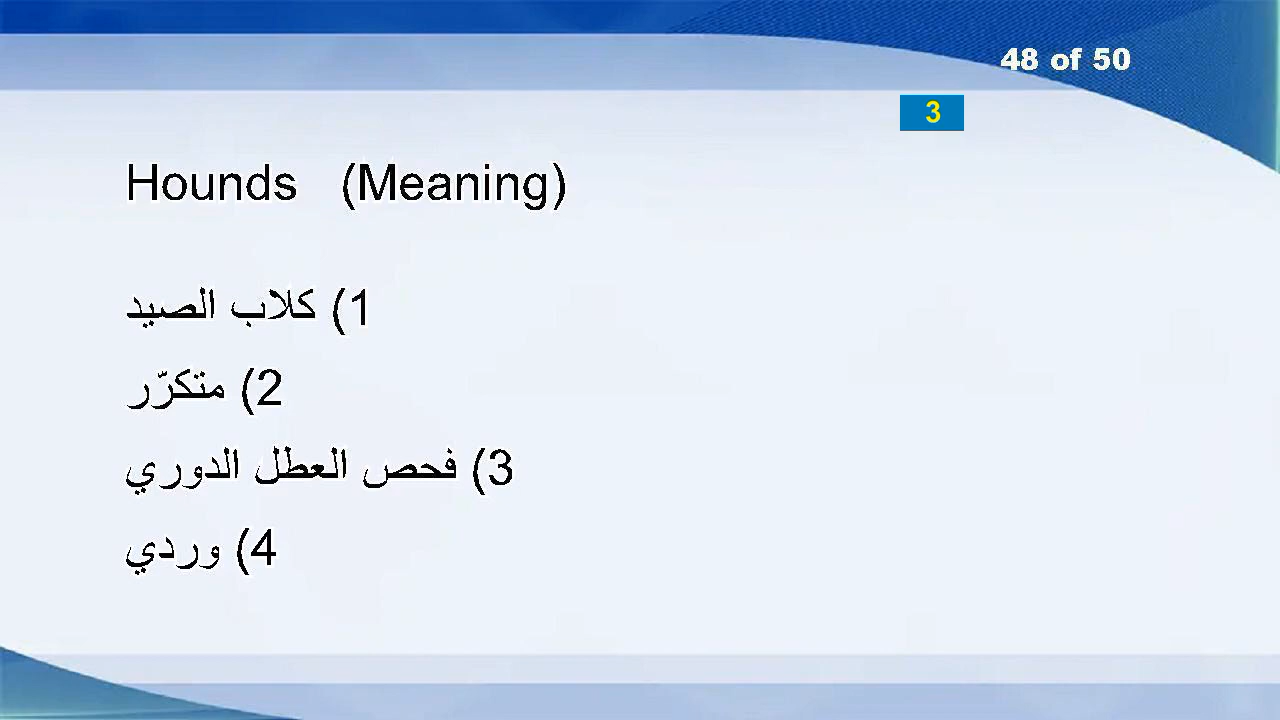 48 of 50
3
Hounds (Meaning)
1) كلاب الصيد
2) متكرّر
3) فحص العطل الدوري
4) وردي